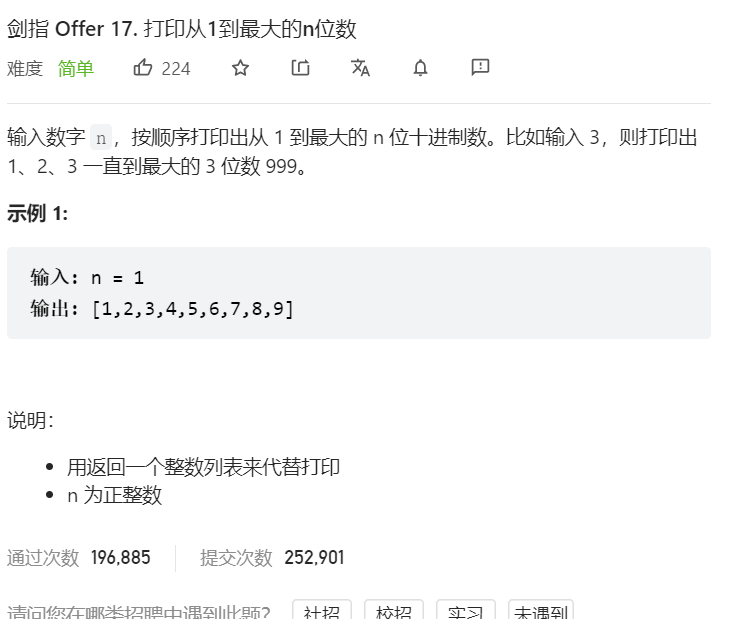 剑指 Offer 17. 打印从1到最大的n位数
难度 简单 224
输入数字 n，按顺序打印出从 1 到最大的 n 位十进制数。比如输入 3，则打印出
1、2、3 一直到最大的 3 位数 999。
示例 1:
输入: n = 1
输出: [1,2,3,4,5,6,7,8,9]
说明：
用返回一个整数列表来代替打印
n 为正整数
通过次数 196,885 提交次数 252,901
请问您在哪类招聘中遇到此题？ 社招 校招 实习 未遇到